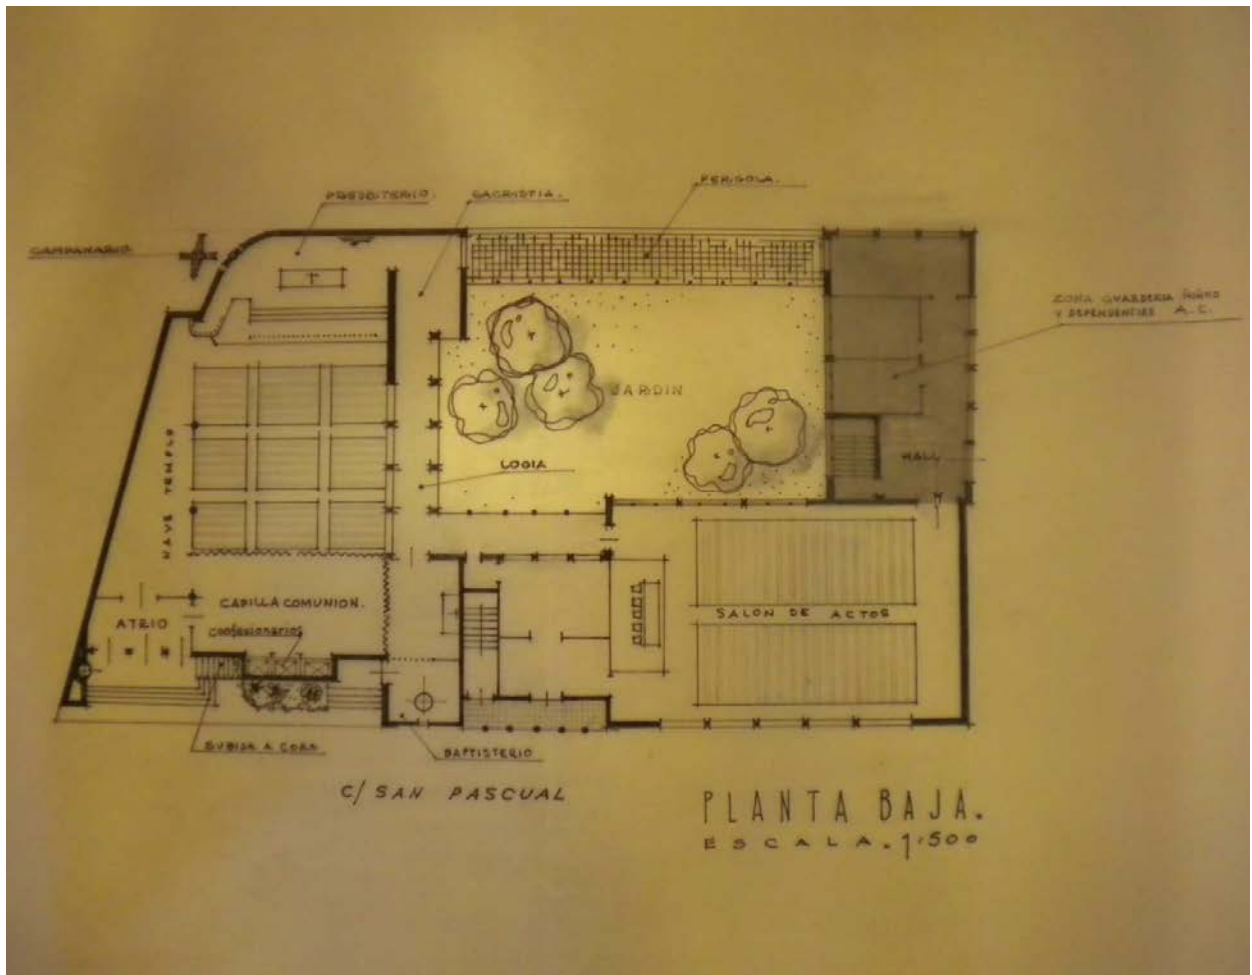 PERGOLA.
PRESBITERIO.
SACRISTIA.
CAMPANARIO
ZONA GUARDERIA
Y DEPENDENCIES A.C.
JARDIN
HALL
LOGIA
NAVE TEMPLO
CAPILLA COMUNION.
ATRIO
Confesionarios
SALON DE ACTOS
SUBIDA A CORO
BAPTISTERIO
C/ SAN PASCUAL
PLANTA BAJA.
ESCALA. 1:500